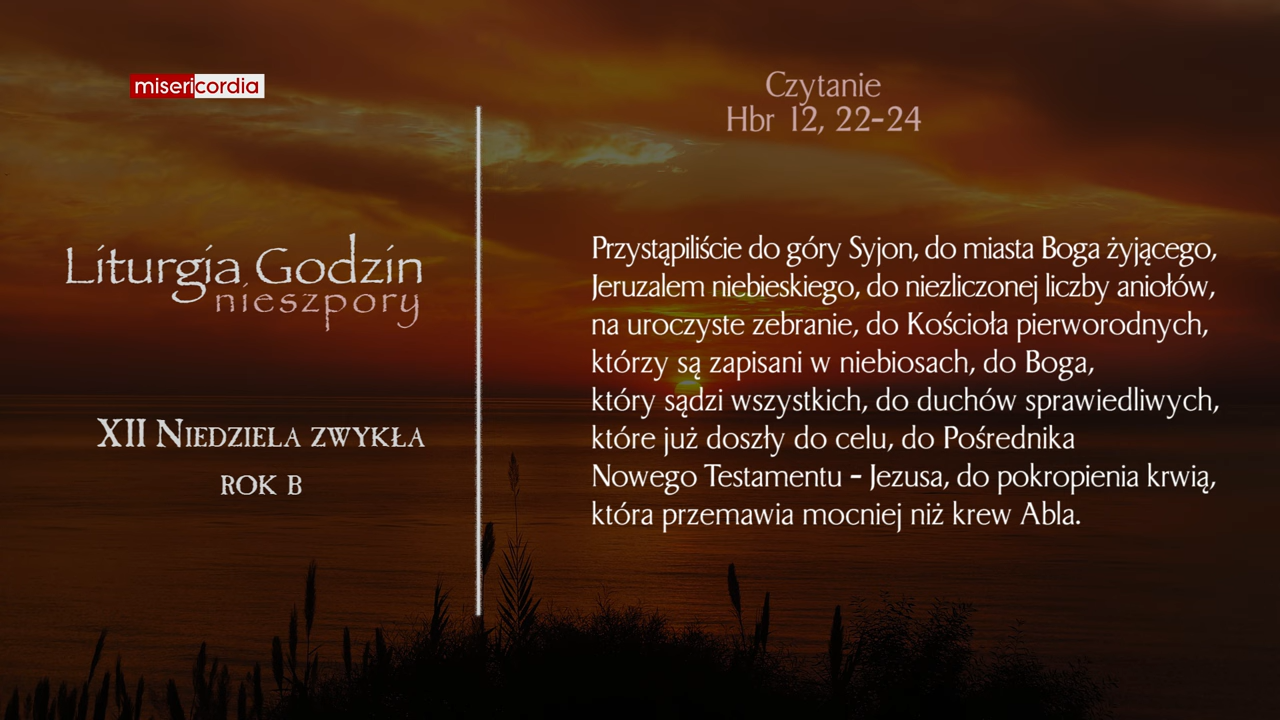 misericordia
Liturgia Godzin
nieszpory
XII Niedziela zwykła
rok B
Czytanie
Hbr 12, 22-24
Przystąpiliście do góry Syjon, do miasta Boga żyjącego,
Jeruzalem niebieskiego, do niezliczonej liczby aniołów,
na uroczyste zebranie, do Kościoła pierworodnych,
którzy są zapisani w niebiosach, do Boga,
który sądzi wszystkich, do duchów sprawiedliwych,
które już doszły do celu, do Pośrednika
Nowego Testamentu - Jezusa, do pokropienia krwią,
która przemawia mocniej niż krew Abla.